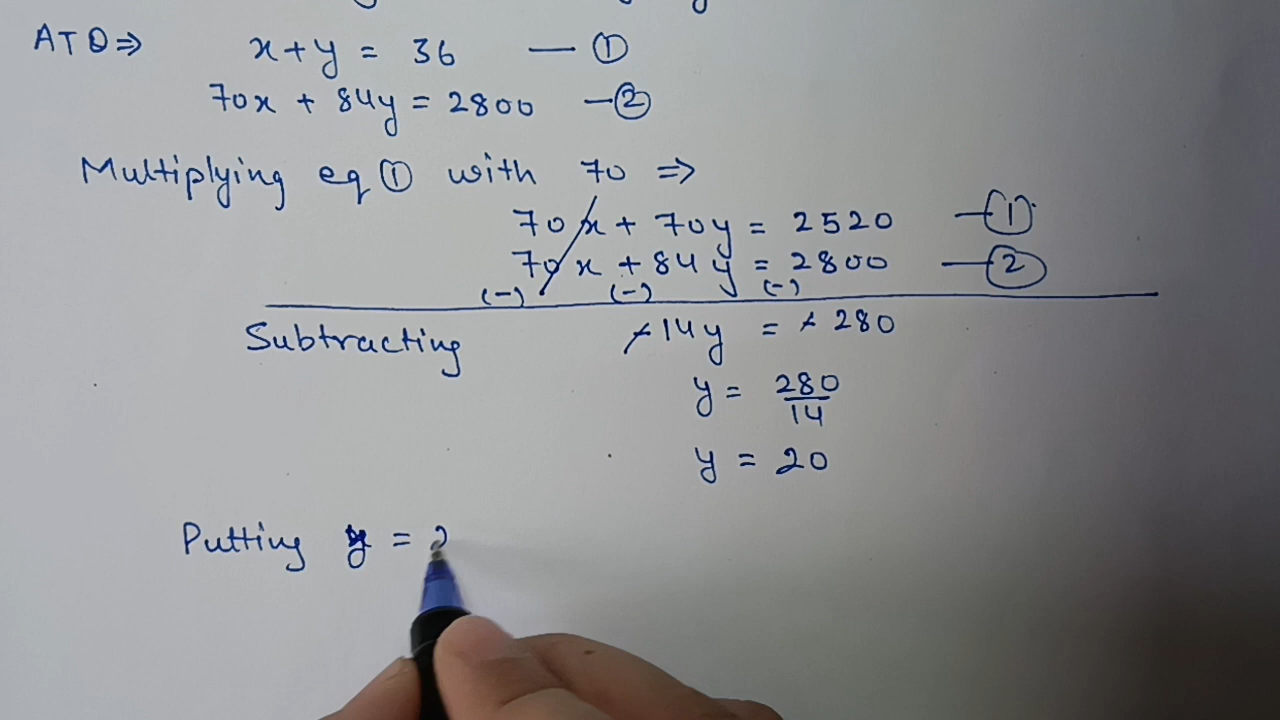 ATQ⇒ x+y = 36 — ①
70x + 84y = 2800 — ②
Multiplying eq ① with 70 ⇒
70x + 70y = 2520 — ①
70x + 84y = 2800 — ②
(-) (-) (-)
Subtracting -14y = -280
y = 280/14
y = 20
Putting y = 2